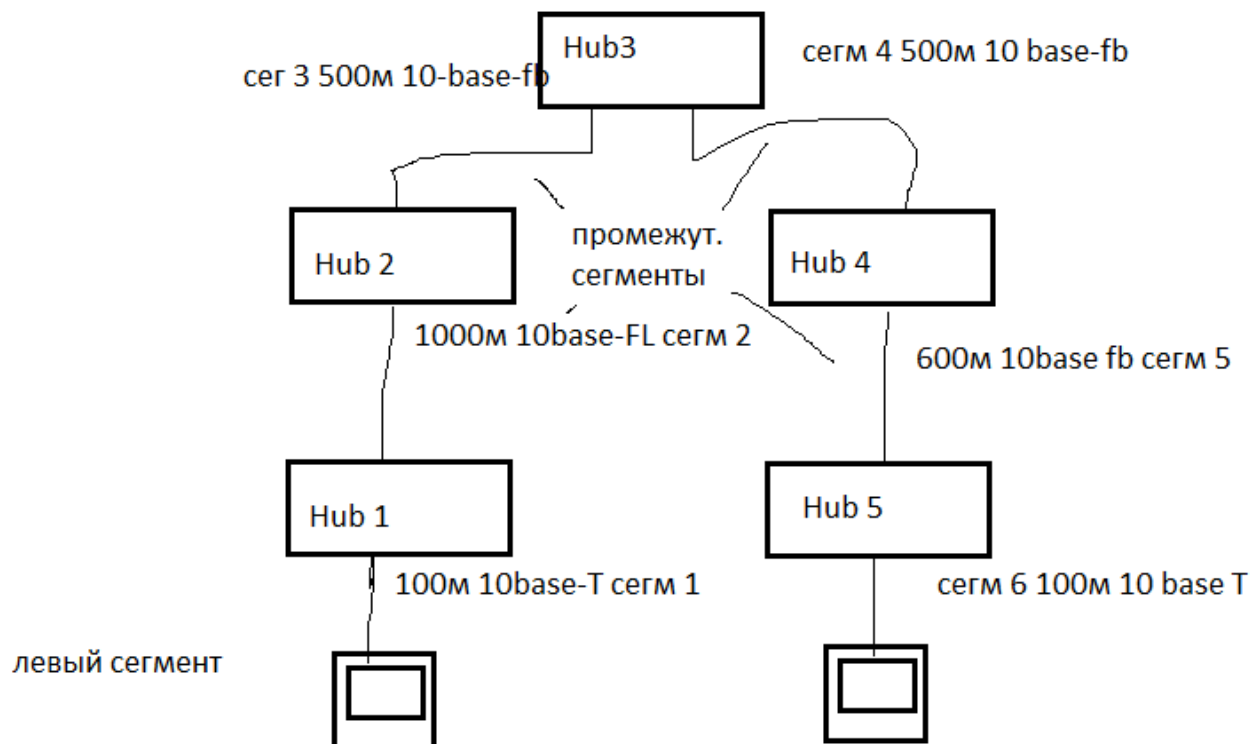 Hub3
сегм 4 500м 10 base-fb
сег 3 500м 10-base-fb
промежут.
сегменты
Hub 2
Hub 4
1000м 10base-FL сегм 2
600м 10base fb сегм 5
Hub 1
Hub 5
100м 10base-T сегм 1
сегм 6 100м 10 base T
левый сегмент